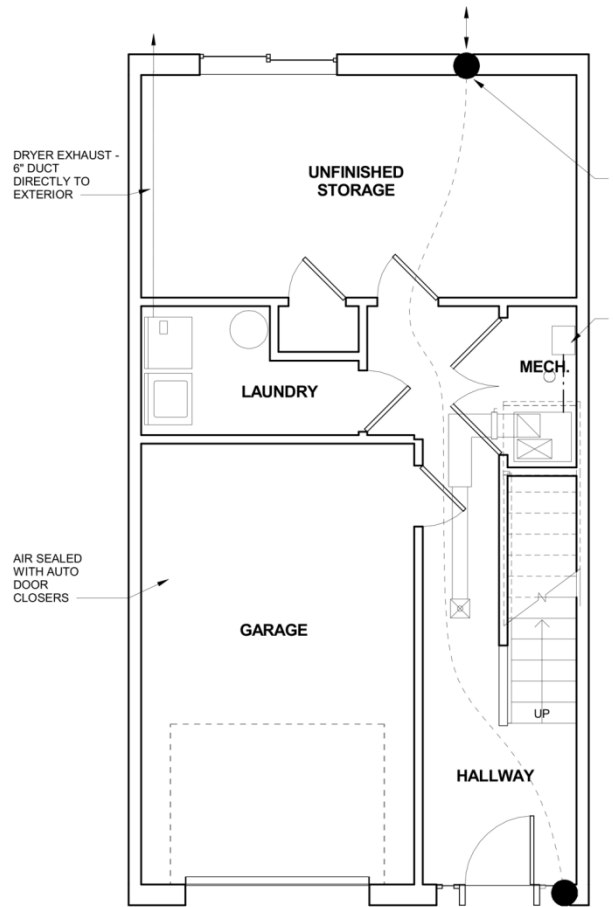 DRYER EXHAUST -
6" DUCT
DIRECTLY TO
EXTERIOR
UNFINISHED
STORAGE
MECH.
LAUNDRY
AIR SEALED
WITH AUTO
DOOR
CLOSERS
GARAGE
N
UP
HALLWAY